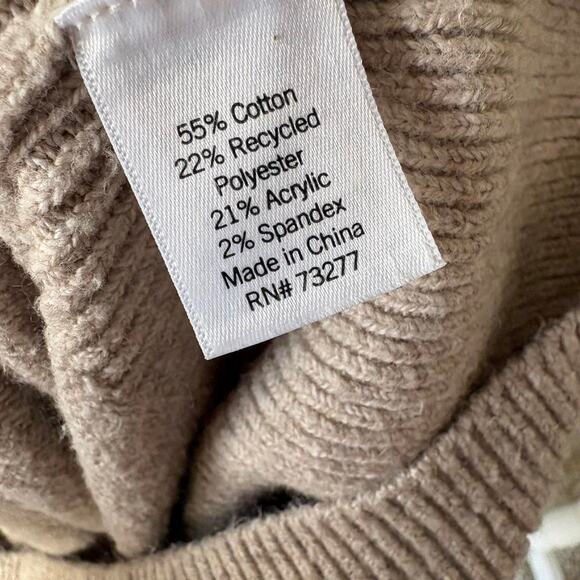 55% Cotton
22% Recycled
Polyester
21% Acrylic
2% Spandex
Made in China
RN# 73277